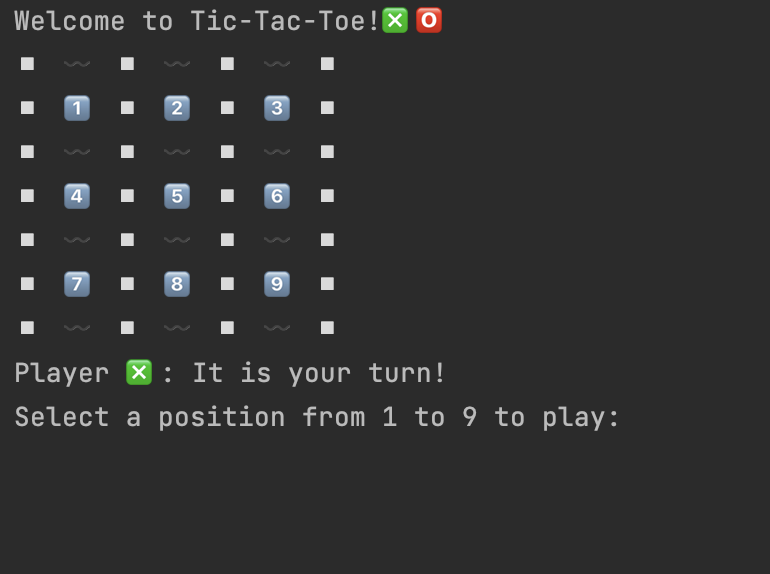 Welcome to Tic-Tac-Toe!❎🅾️
◽ 〰️ ◽ 〰️ ◽ 〰️ ◽
◽ 1️⃣ ◽ 2️⃣ ◽ 3️⃣ ◽
◽ 〰️ ◽ 〰️ ◽ 〰️ ◽
◽ 4️⃣ ◽ 5️⃣ ◽ 6️⃣ ◽
◽ 〰️ ◽ 〰️ ◽ 〰️ ◽
◽ 7️⃣ ◽ 8️⃣ ◽ 9️⃣ ◽
◽ 〰️ ◽ 〰️ ◽ 〰️ ◽
Player ❎ : It is your turn!
Select a position from 1 to 9 to play: